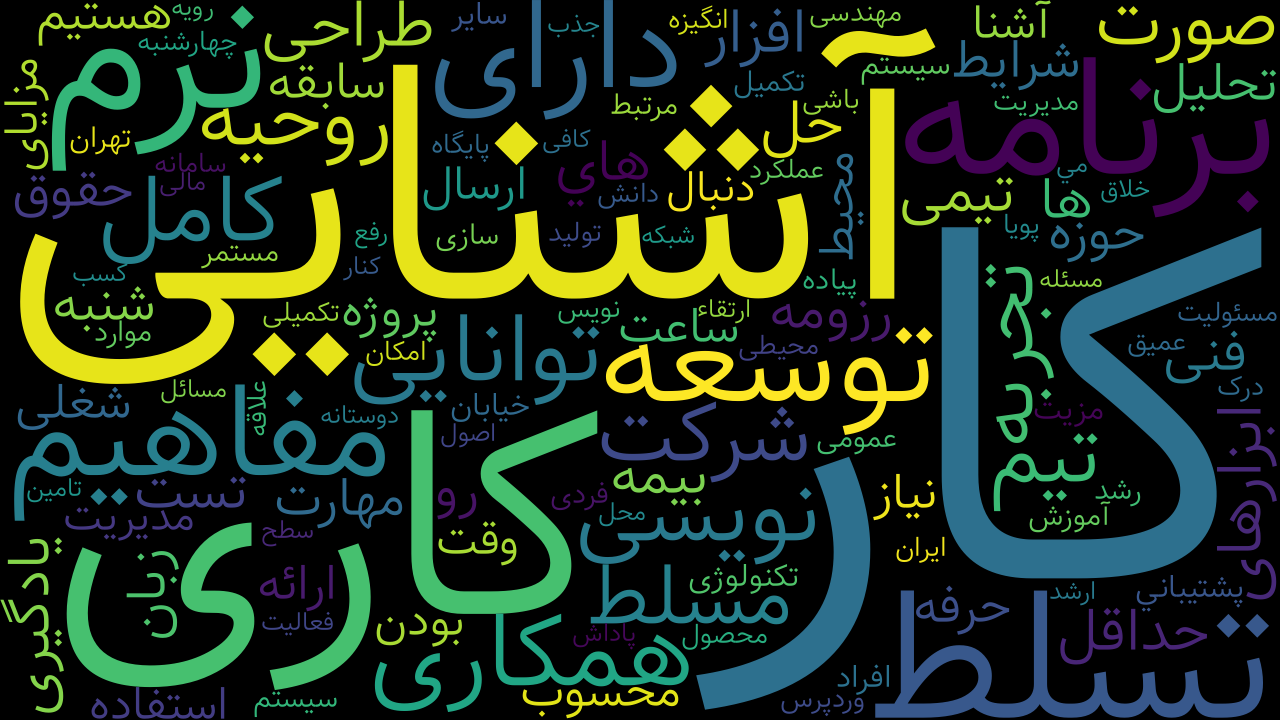 هستیم
رویه
چهارشنبه
طراحی
سایر
جذب
دارای
انگیزه
افزار
مهندسی
آشنا
صورت
مزایای
نرم
سابقه
تکمیل
سیستم
شرایط
تحلیل
تهران
روحیه
پایگاه
کافی
مرتبط
باشی
حل
مدیریت
برنامه
سامانه
مالی
حقوق
کامل
ارسال
هاي
دانش
دنبال
عملکرد
محیط
تیمی
ها
مي
خلاق
آشنایی
رفع
سازی
تولید
شبکه
پویا
حوزه
مستمر
کسب
کنار
پیاده
مسئله
شنبه
موارد
تکمیلی
پروژه
نویس
ساعت
ارتقاء
رزومه
تجربه
مسئولیت
امکان
توانایی
توسعه
محیطی
عمیق
فنی
درک
کار
شغلی
مسائل
علاقه
دوستانه
خیابان
اصول
شرکت
عمومی
مزیت
تیم
ابزارهای
مفاهیم
تامین
تست
مهارت
رو
فردی
بیمه
محل
نویسی
نیاز
رشد
آموزش
مدیریت
سطح
وقت
ایران
یادگیری
زبان
ارائه
فعالیت
کاری
مسلط
تکنولوژی
ارشد
پشتیباني
بودن
همکاری
پاداش
محصول
حرفه
حداقل
استفاده
سیستم
محسوب
افراد
وردپرس
تسلط